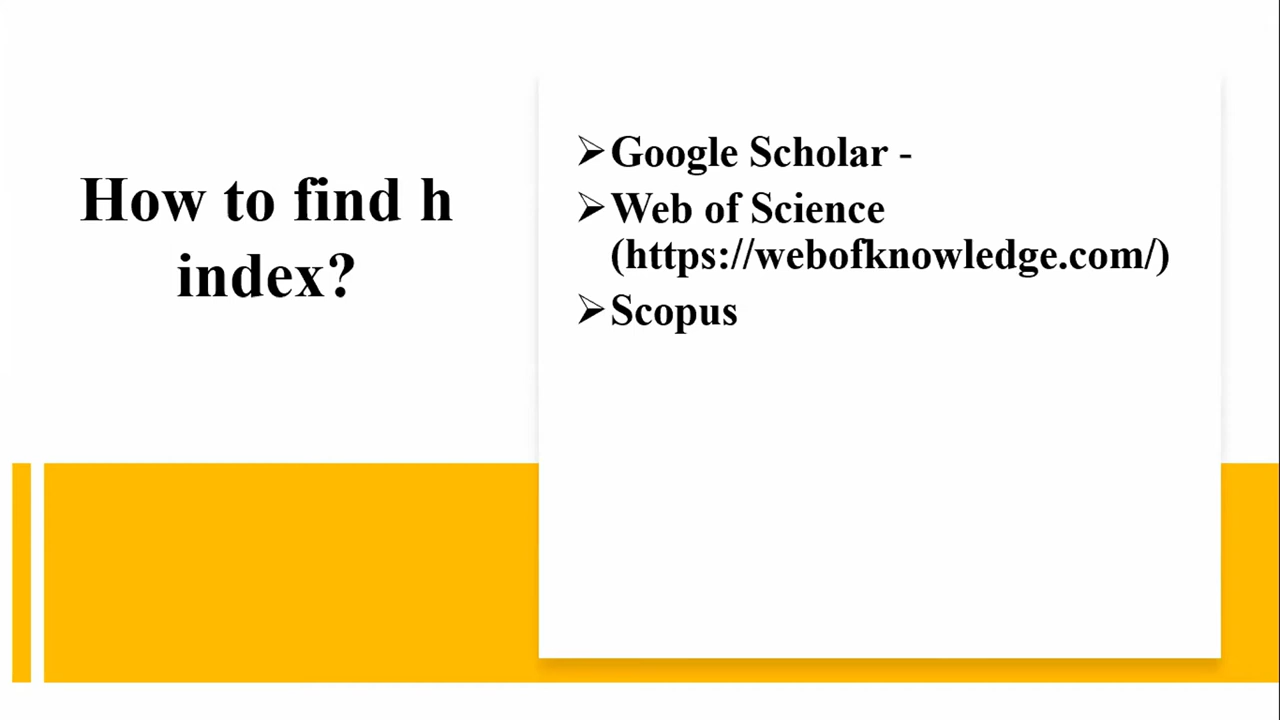 How to find h
index?
➢Google Scholar -
➢Web of Science
(https://webofknowledge.com/)
➢Scopus